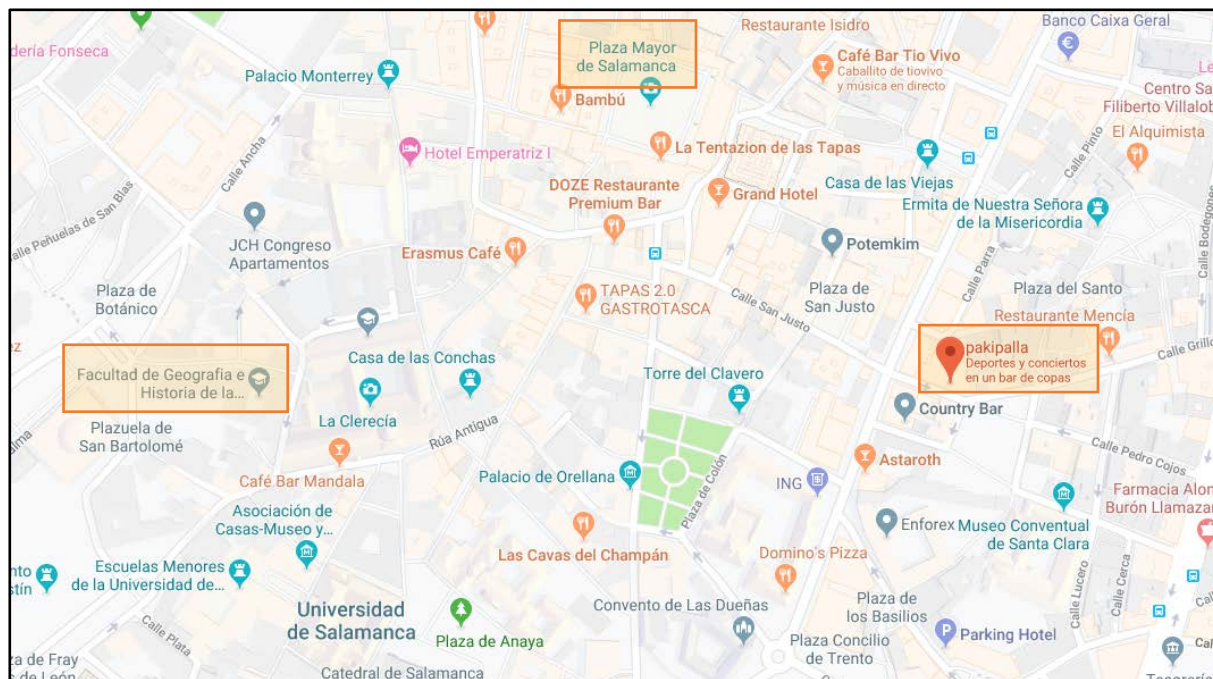 dería Fonseca
Palacio Monterrey
Plaza Mayor
de Salamanca
Restaurante Isidro
Banco Caixa Geral
Bambú
Café Bar Tio Vivo
Caballito de tiovivo
y música en directo
Le
Centro Sa
Filiberto Villalob
El Alquimista
Calle Ancha
Hotel Emperatriz I
La Tentazion de las Tapas
Calle Pinto
Casa de las Viejas
DOZE Restaurante
Premium Bar
Grand Hotel
Ermita de Nuestra Señora
de la Misericordia
Calle Peñuelas de San Blas
JCH Congreso
Apartamentos
Erasmus Café
Potemkim
Calle Parra
Calle Bodegones
Plaza de
Botánico
TAPAS 2.0
GASTROTASCA
Calle San Justo
Plaza de
San Justo
Plaza del Santo
Restaurante Mencía
ez
Casa de las Conchas
pakipalla
Deportes y conciertos
en un bar de copas
Calle Grillo
Facultad de Geografia e
Historia de la...
Torre del Clavero
La Clerecía
Country Bar
Plazuela de
San Bartolomé
Rúa Antigua
Calle Pedro Cojos
alma
Café Bar Mandala
Palacio de Orellana
Plaza de Colón
ING
Astaroth
Asociación de
Casas-Museo y...
Farmacia Alon
Burón Llamazar
Enforex
Museo Conventual
de Santa Clara
Las Cavas del Champán
Domino's Pizza
nto
stín
Escuelas Menores
de la Universidad de...
Universidad
de Salamanca
Convento de Las Dueñas
Plaza de
los Basilios
Calle Lucero
Calle Cerca
Calle Plata
Plaza de Anaya
Plaza Concilio
de Trento
Parking Hotel
Cal
za de Fray
s de León
Catedral de Salamanca